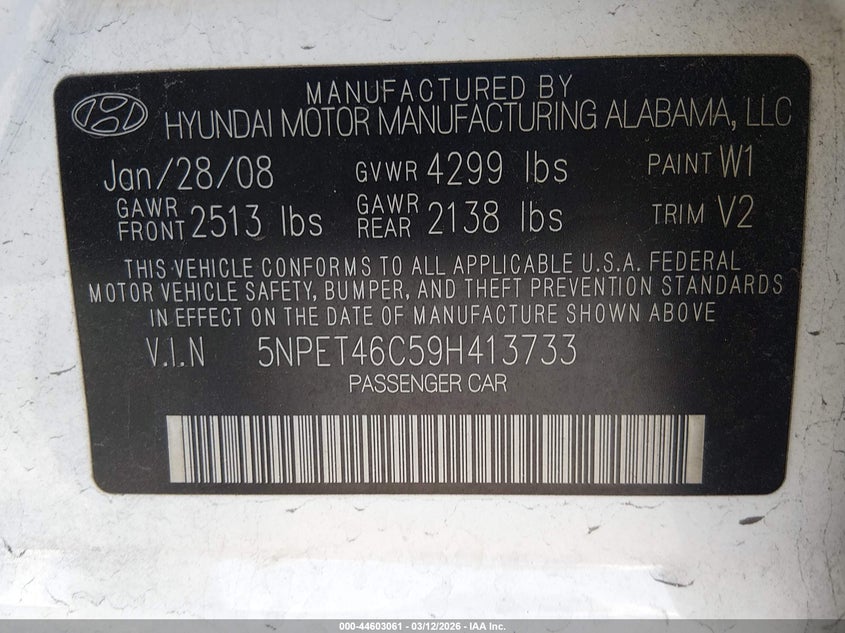 MANUFACTURED BY
HYUNDAI MOTOR MANUFACTURING ALABAMA, LLC
Jan/28/08 GVWR 4299 lbs PAINT W1
GAWR FRONT 2513 lbs GAWR REAR 2138 lbs TRIM V2
THIS VEHICLE CONFORMS TO ALL APPLICABLE U.S.A. FEDERAL
MOTOR VEHICLE SAFETY, BUMPER, AND THEFT PREVENTION STANDARDS
IN EFFECT ON THE DATE OF MANUFACTURE SHOWN ABOVE
V.I.N 5NPET46C59H413733
PASSENGER CAR
000-44603061 - 03/12/2026 - IAA Inc.